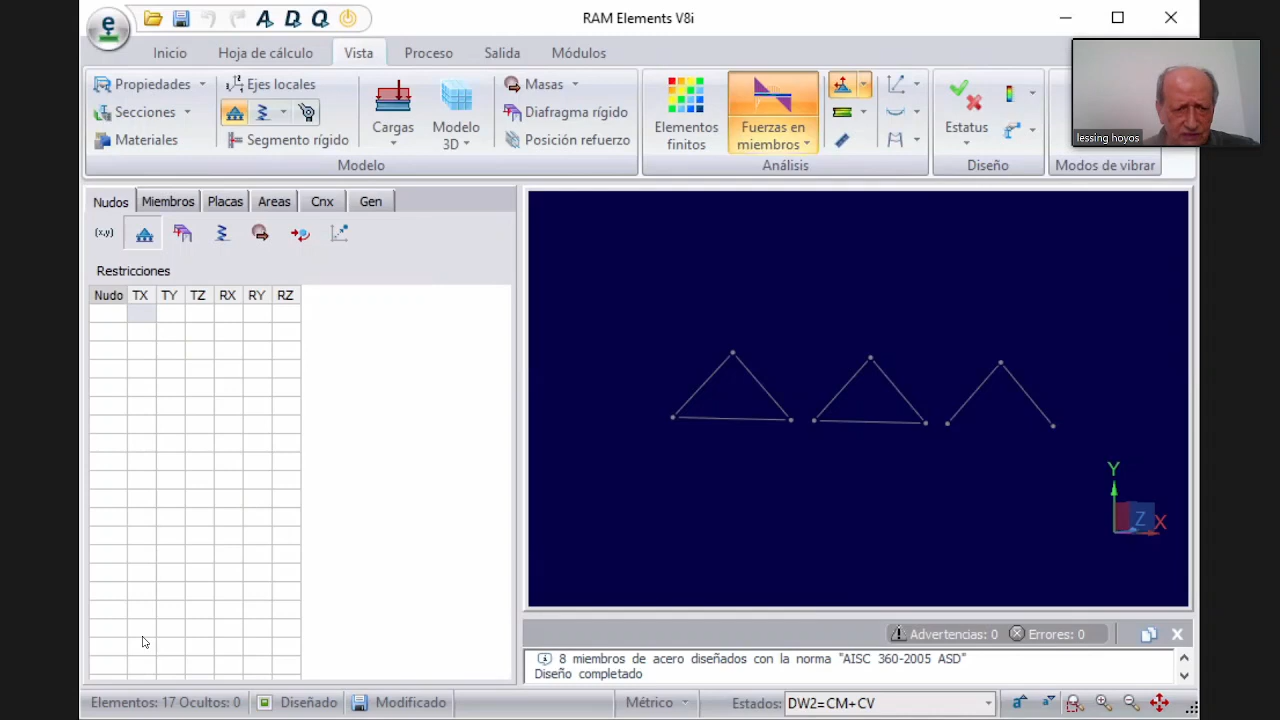 RAM Elements V8i
Inicio Hoja de cálculo Vista Proceso Salida Módulos
Propiedades
Secciones
Materiales
Ejes locales
Segmento rígido
Cargas
Modelo
3D
Masas
Diafragma rígido
Posición refuerzo
Modelo
Elementos
finitos
Fuerzas en
miembros
Análisis
Estatus
Diseño
Modos de vibrar
lessing hoyos
Nudos Miembros Placas Areas Cnx Gen
(x,y)
Restricciones
Nudo TX TY TZ RX RY RZ
Y
Z
X
Advertencias: 0 Errores: 0
8 miembros de acero diseñados con la norma "AISC 360-2005 ASD"
Diseño completado
Elementos: 17 Ocultos: 0 Diseñado Modificado Métrico Estados: DW2=CM+CV